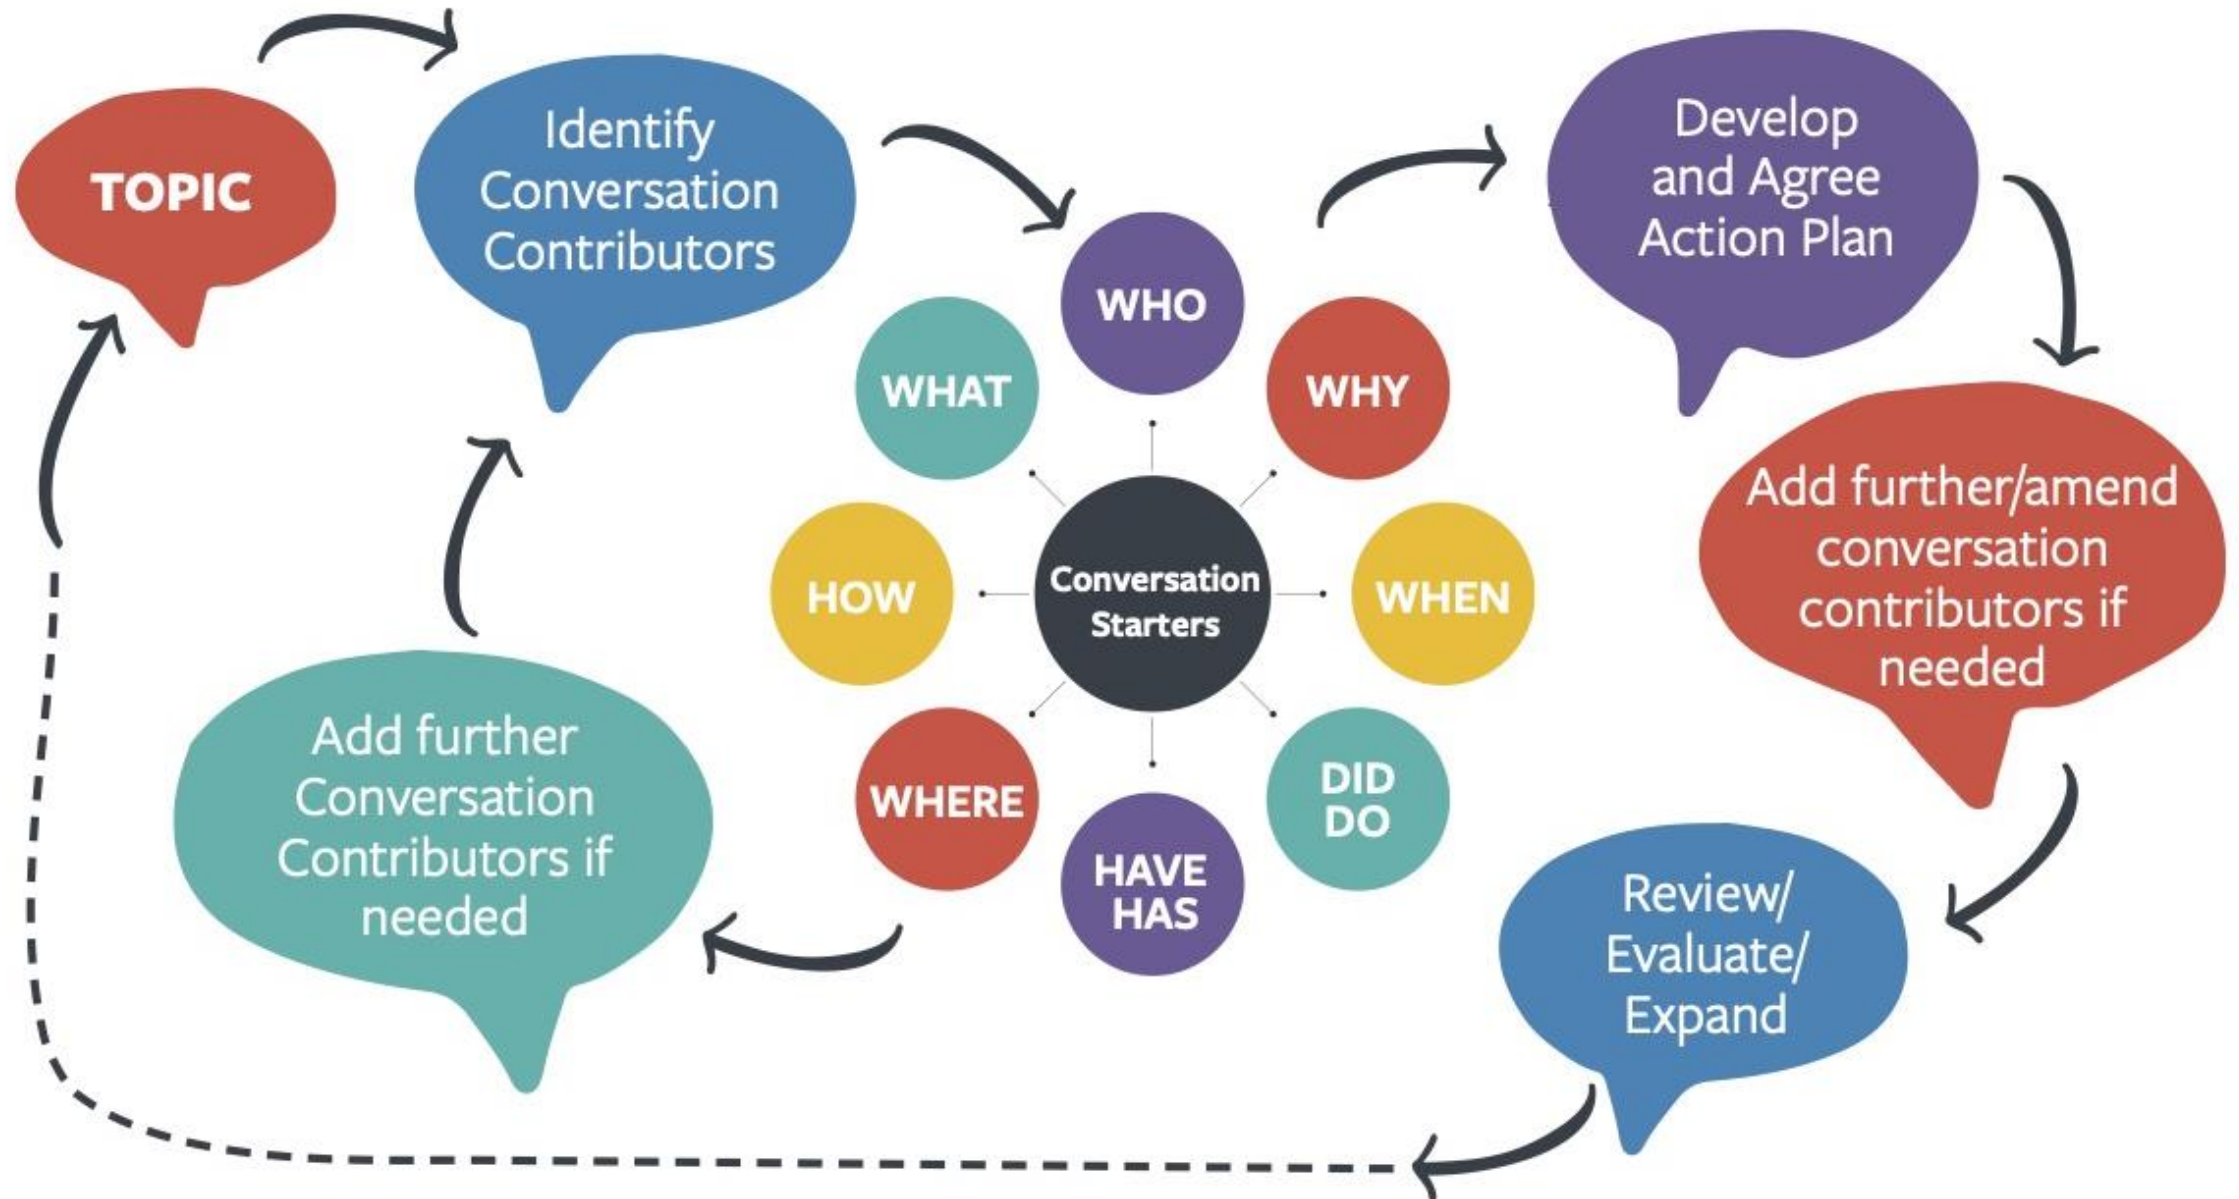 TOPIC
Identify
Conversation
Contributors
WHO
WHY
WHEN
DID
DO
HAVE
HAS
WHERE
HOW
WHAT
Conversation
Starters
Add further
Conversation
Contributors if
needed
Develop
and Agree
Action Plan
Add further/amend
conversation
contributors if
needed
Review/
Evaluate/
Expand